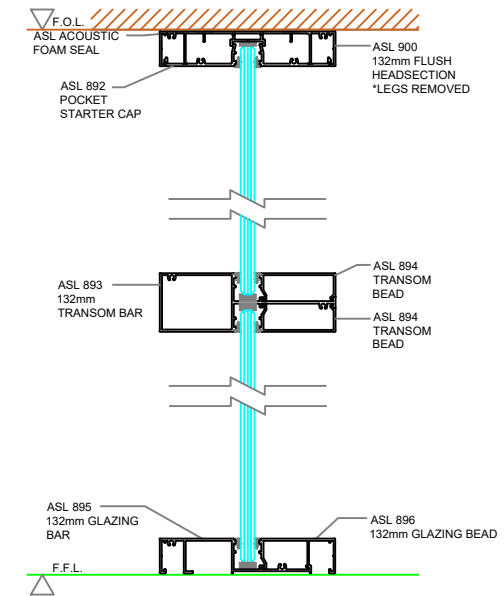 F.O.L.
ASL ACOUSTIC
FOAM SEAL
ASL 900
132mm FLUSH
HEADSECTION
*LEGS REMOVED
ASL 892
POCKET
STARTER CAP
ASL 893
132mm
TRANSOM BAR
ASL 894
TRANSOM
BEAD
ASL 894
TRANSOM
BEAD
ASL 895
132mm GLAZING
BAR
ASL 896
132mm GLAZING BEAD
F.F.L.